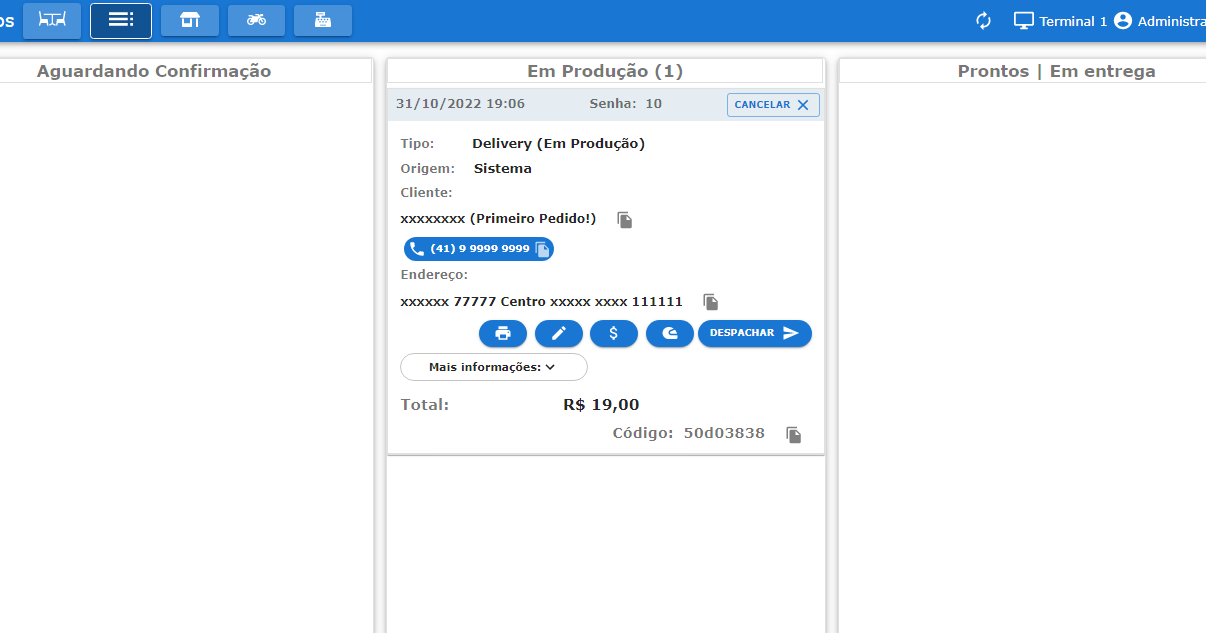 os
Terminal 1 Administra
Aguardando Confirmação
Em Produção (1)
Prontos | Em entrega
31/10/2022 19:06 Senha: 10 CANCELAR
Tipo: Delivery (Em Produção)
Origem: Sistema
Cliente:
xxxxxxxx (Primeiro Pedido!)
(41) 9 9999 9999
Endereço:
xxxxxx 77777 Centro xxxxx xxxx 111111
$ DESPACHAR
Mais informações:
Total: R$ 19,00
Código: 50d03838